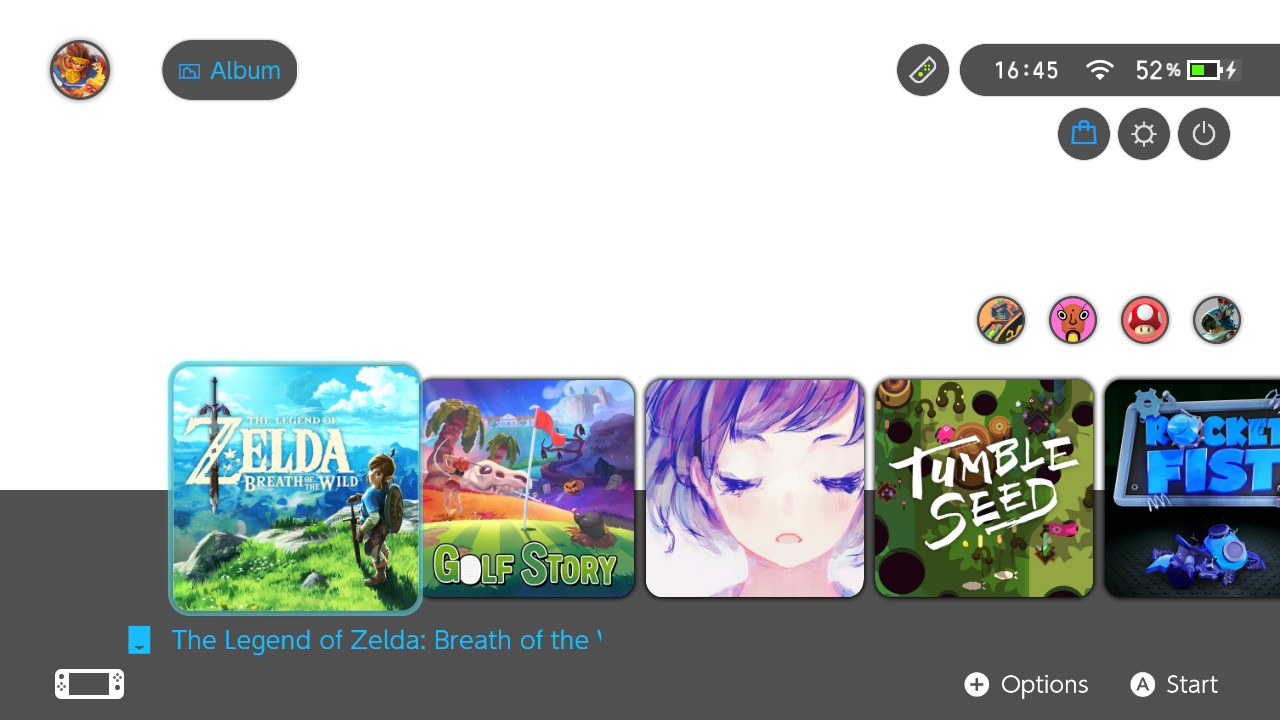 Album
16:45
52%
THE LEGEND OF
ZELDA
BREATH OF THE WILD
GOLF STORY
TUMBLE
SEED
ROCKET
FIST
The Legend of Zelda: Breath of the
+ Options
A Start